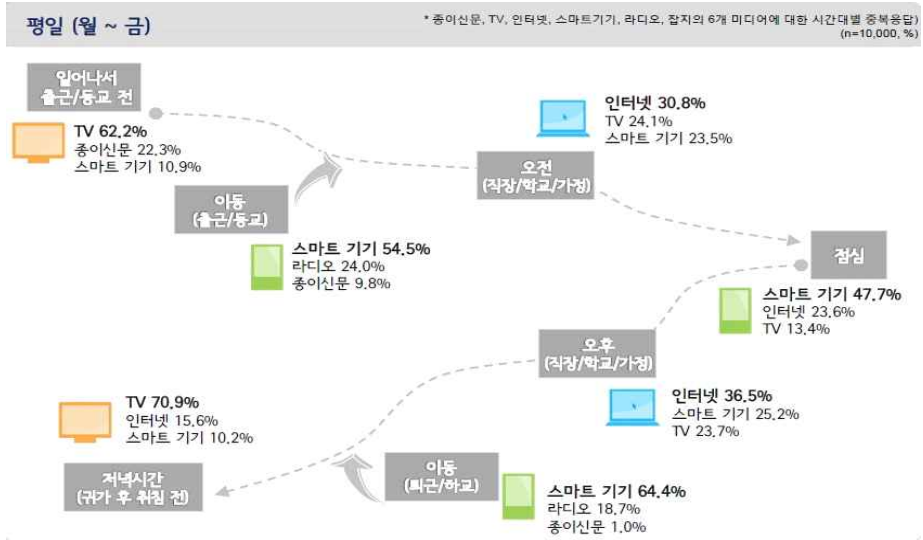 평일 (월 ~ 금)
* 종이신문, TV, 인터넷, 스마트기기, 라디오, 잡지의 6개 미디어에 대한 시간대별 중복응답)
(n=10,000, %)
일어나서
출근/등교 전
TV 62.2%
종이신문 22.3%
스마트 기기 10.9%
이동
(출근/등교)
스마트 기기 54.5%
라디오 24.0%
종이신문 9.8%
인터넷 30.8%
TV 24.1%
스마트 기기 23.5%
오전
(직장/학교/가정)
점심
스마트 기기 47.7%
인터넷 23.6%
TV 13.4%
오후
(직장/학교/가정)
인터넷 36.5%
스마트 기기 25.2%
TV 23.7%
이동
(퇴근/하교)
스마트 기기 64.4%
라디오 18.7%
종이신문 1.0%
TV 70.9%
인터넷 15.6%
스마트 기기 10.2%
저녁시간
(귀가 후 취침 전)